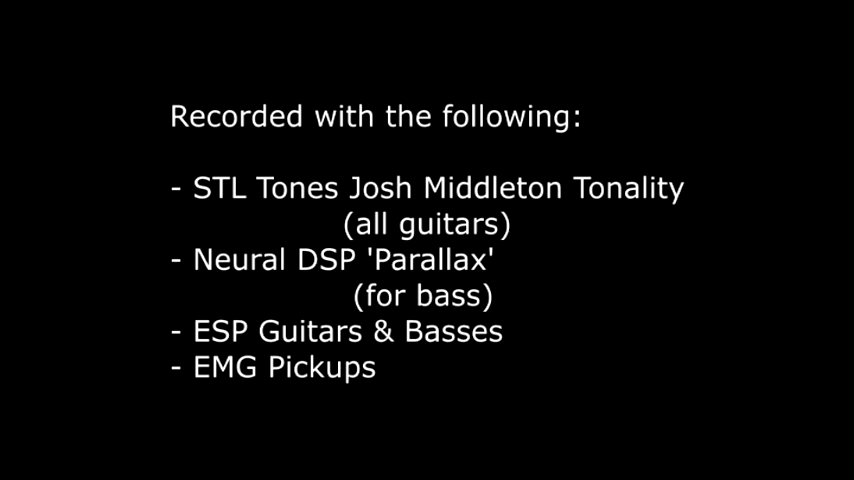 Recorded with the following:
- STL Tones Josh Middleton Tonality
(all guitars)
- Neural DSP 'Parallax'
(for bass)
- ESP Guitars & Basses
- EMG Pickups